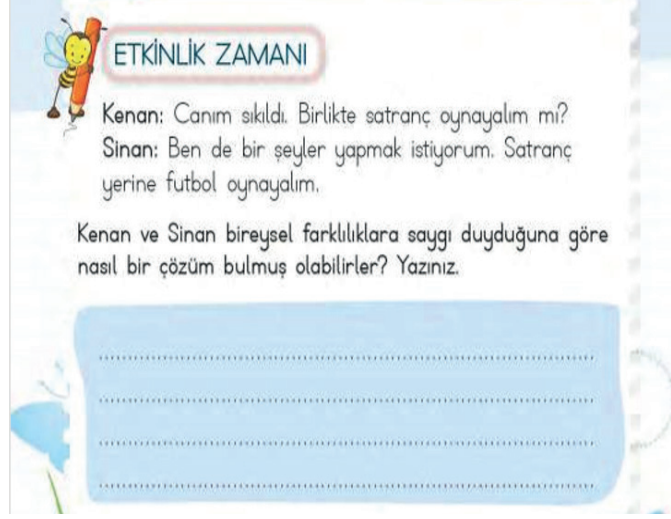 ETKİNLİK ZAMANI
Kenan: Canım sıkıldı. Birlikte satranç oynayalım mı?
Sinan: Ben de bir şeyler yapmak istiyorum. Satranç
yerine futbol oynayalım.
Kenan ve Sinan bireysel farklılıklara saygı duyduğuna göre
nasıl bir çözüm bulmuş olabilirler? Yazınız.